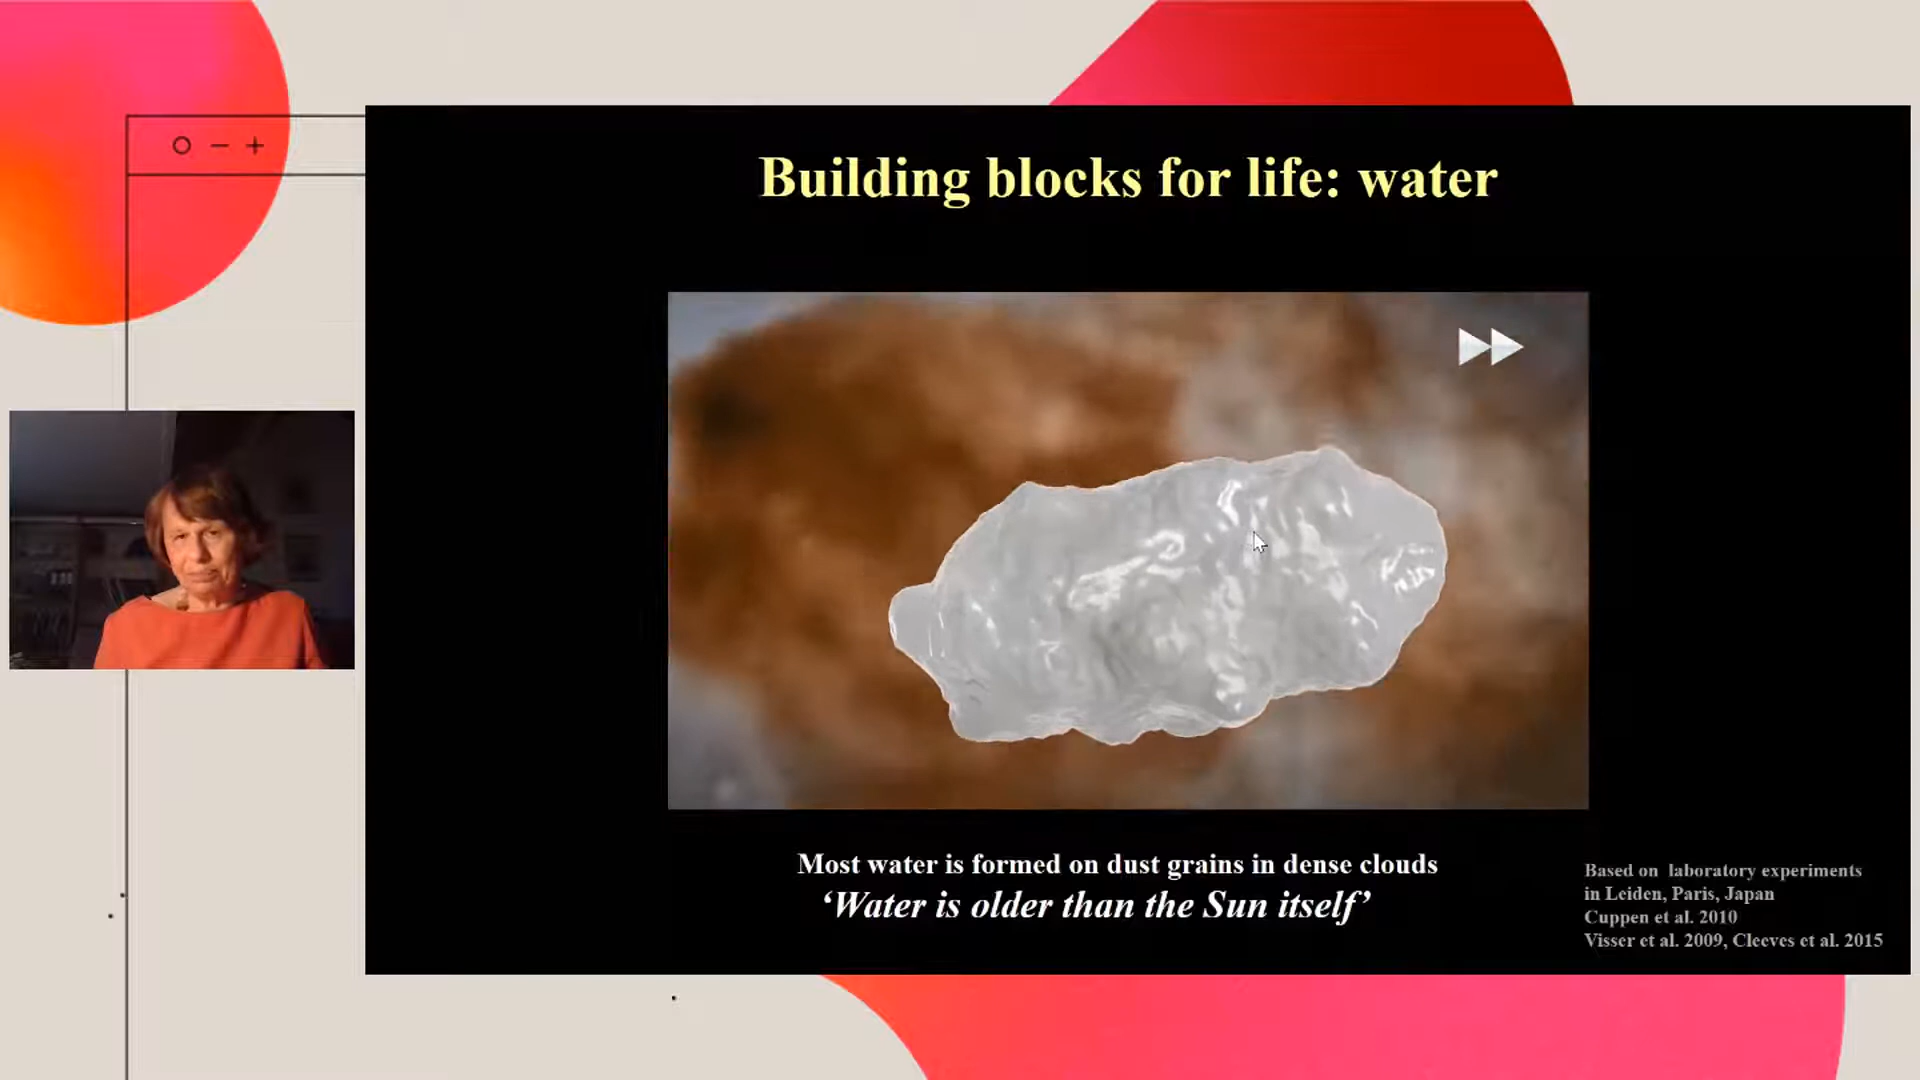 Building blocks for life: water
Most water is formed on dust grains in dense clouds
‘Water is older than the Sun itself’
Based on laboratory experiments
in Leiden, Paris, Japan
Cuppen et al. 2010
Visser et al. 2009, Cleeves et al. 2015